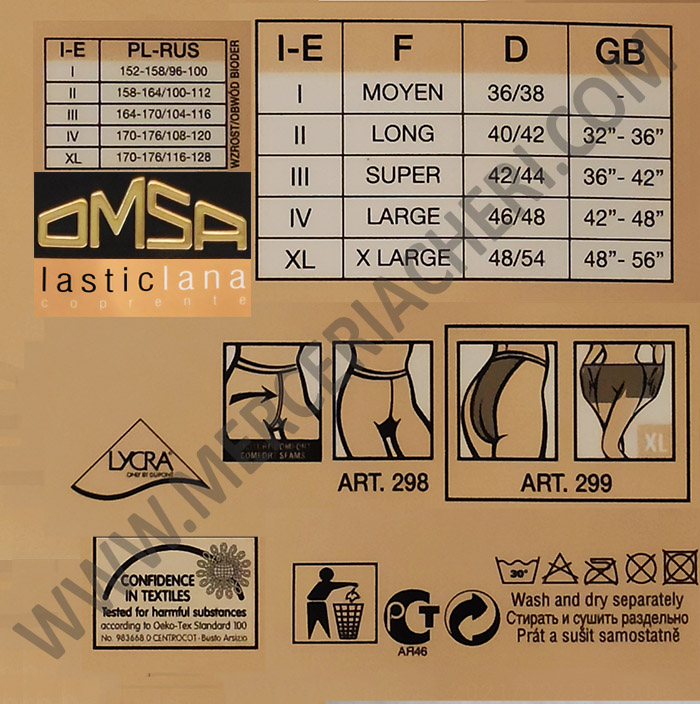 I-E PL-RUS
I 152-158/96-100
II 158-164/100-112
III 164-170/104-116
IV 170-176/108-120
XL 170-176/116-128
WZROST/OBWÓD BIODER
I-E F D GB
I MOYEN 36/38 -
II LONG 40/42 32”- 36”
III SUPER 42/44 36”- 42”
IV LARGE 46/48 42”- 48”
XL X LARGE 48/54 48”- 56”
OMSA
lasticlana
coprente
COMFORT
COMFORT SEAMS
ART. 298
XL
ART. 299
LYCRA®
ONLY BY DUPONT
CONFIDENCE
IN TEXTILES
Tested for harmful substances
according to Oeko-Tex Standard 100
No. 983668 0 CENTROCOT - Busto Arsizio
РСТ
АЯ46
30°
Wash and dry separately
Стирать и сушить раздельно
Prát a sušit samostatně
WWW.MERCERIACHERI.COM